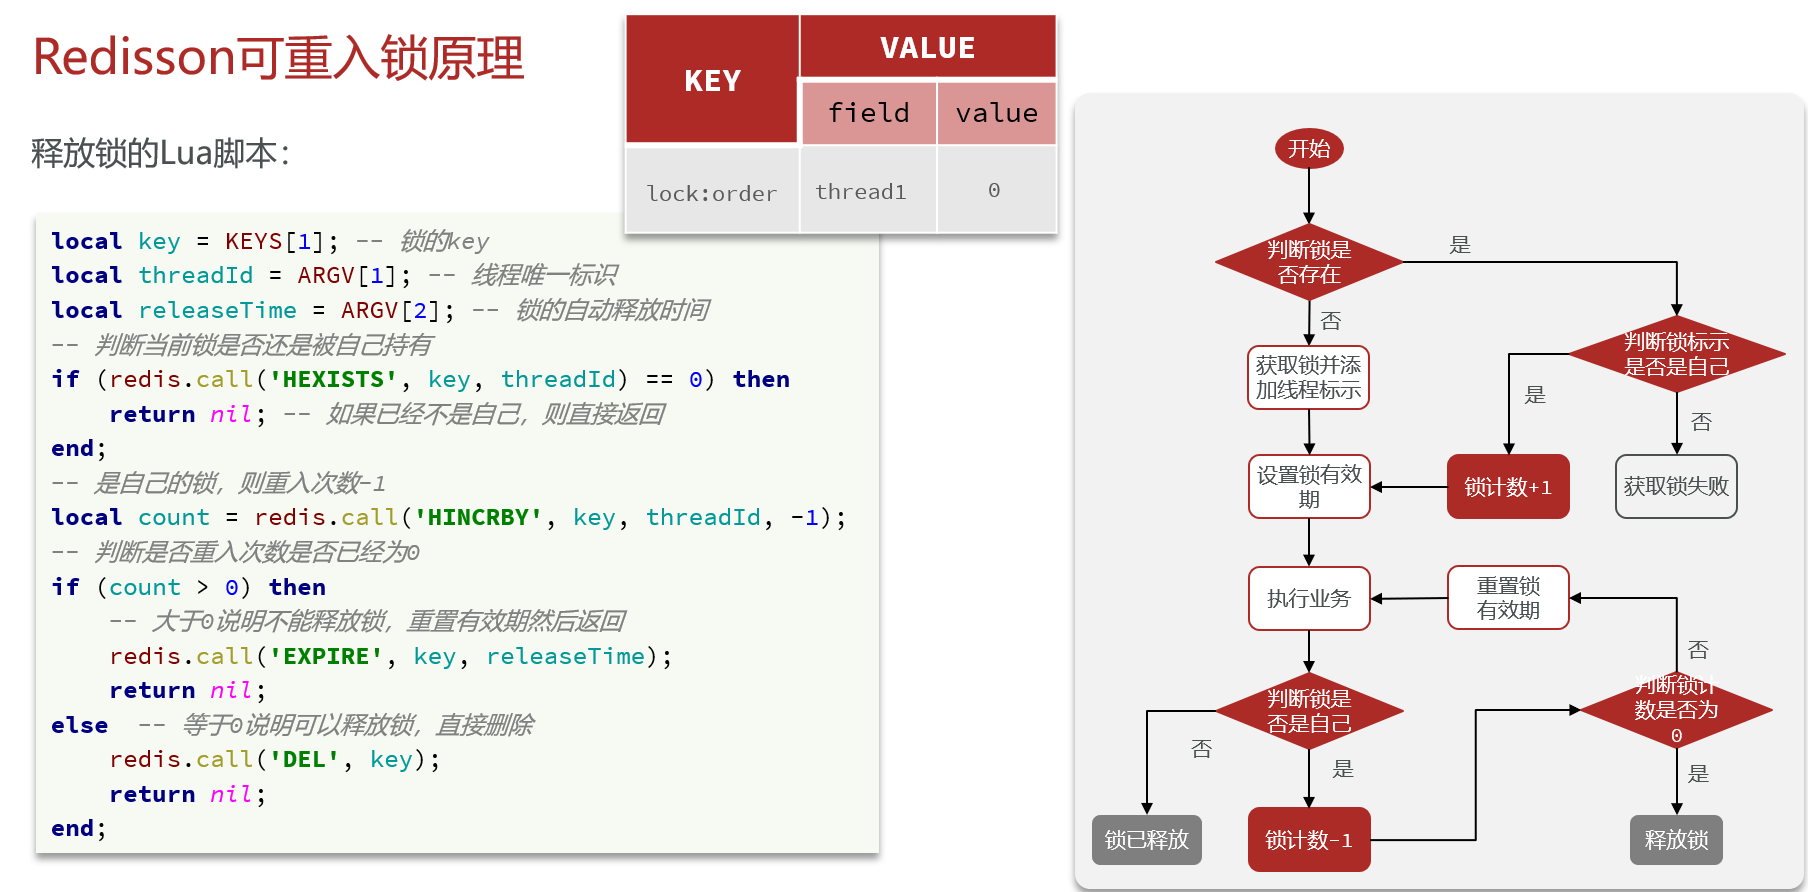 Redisson可重入锁原理
释放锁的Lua脚本：
KEY
VALUE
field value
lock:order thread1 0
local key = KEYS[1]; -- 锁的key
local threadId = ARGV[1]; -- 线程唯一标识
local releaseTime = ARGV[2]; -- 锁的自动释放时间
-- 判断当前锁是否还是被自己持有
if (redis.call('HEXISTS', key, threadId) == 0) then
    return nil; -- 如果已经不是自己，则直接返回
end;
-- 是自己的锁，则重入次数-1
local count = redis.call('HINCRBY', key, threadId, -1);
-- 判断是否重入次数是否已经为0
if (count > 0) then
    -- 大于0说明不能释放锁，重置有效期然后返回
    redis.call('EXPIRE', key, releaseTime);
    return nil;
else  -- 等于0说明可以释放锁，直接删除
    redis.call('DEL', key);
    return nil;
end;
开始
判断锁是
否存在
是
否
获取锁并添
加线程标示
判断锁标示
是否是自己
是
否
设置锁有效
期
锁计数+1
获取锁失败
执行业务
重置锁
有效期
否
判断锁是
否是自己
判断锁计
数是否为
0
否
是
是
锁已释放
锁计数-1
释放锁